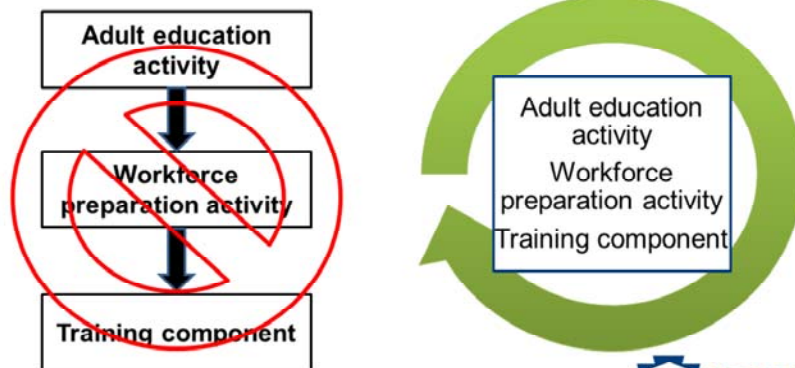 Adult education
activity
Workforce
preparation activity
Training component
Adult education
activity
Workforce
preparation activity
Training component